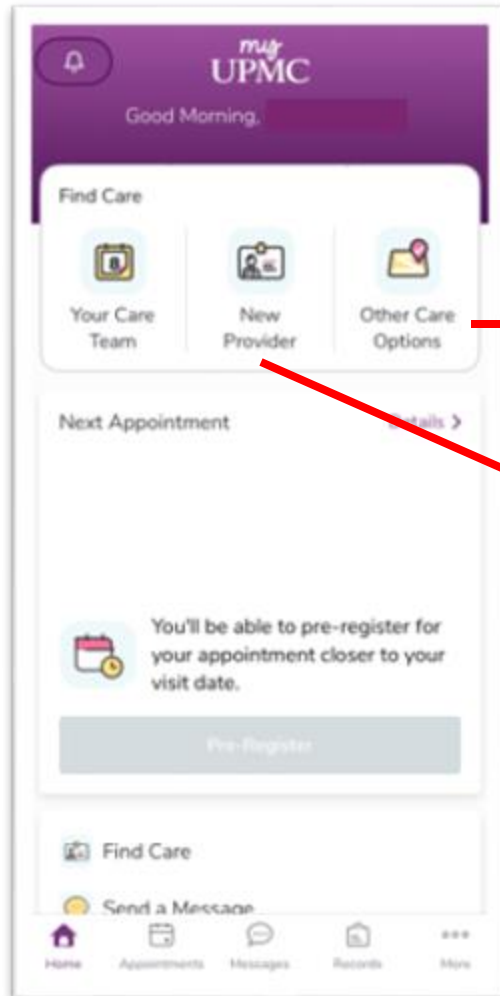 my
UPMC
Good Morning,
Find Care
8
Your Care
Team
New
Provider
Other Care
Options
Next Appointment
Details >
You'll be able to pre-register for
your appointment closer to your
visit date.
Pre-Register
Find Care
Send a Message
Home
Appointments
Messages
Records
More